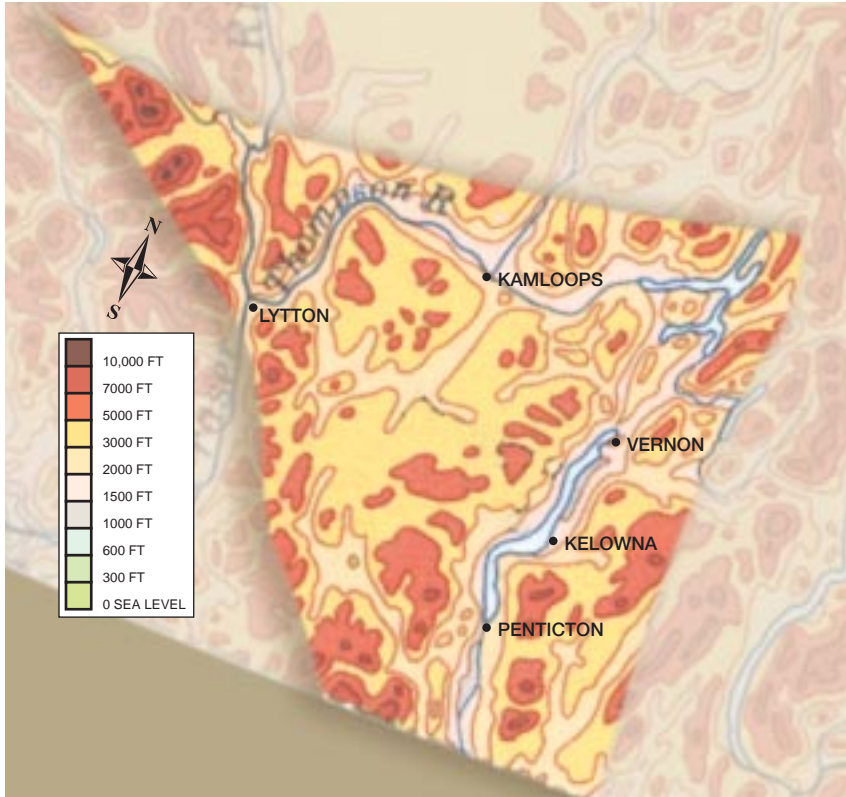 Thompson R
KAMLOOPS
N
S
LYTTON
10,000 FT
7000 FT
5000 FT
3000 FT
2000 FT
1500 FT
1000 FT
600 FT
300 FT
0 SEA LEVEL
VERNON
KELOWNA
PENTICTON